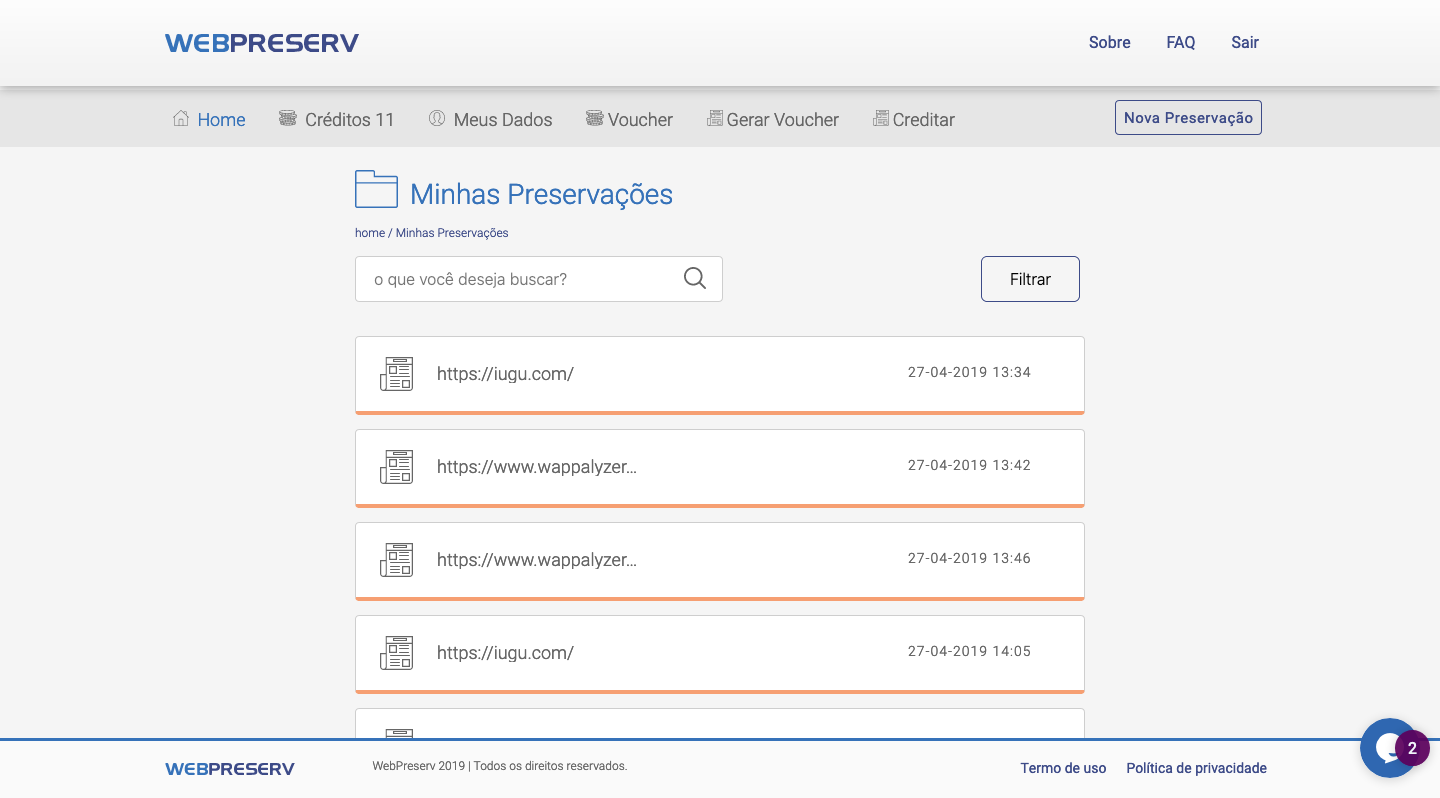 WEBPRESERV
Sobre FAQ Sair
Home Créditos 11 Meus Dados Voucher Gerar Voucher Creditar Nova Preservação
Minhas Preservações
home / Minhas Preservações
o que você deseja buscar?
Filtrar
https://iugu.com/ 27-04-2019 13:34
https://www.wappalyzer... 27-04-2019 13:42
https://www.wappalyzer... 27-04-2019 13:46
https://iugu.com/ 27-04-2019 14:05
WEBPRESERV WebPreserv 2019 | Todos os direitos reservados. Termo de uso Política de privacidade
2